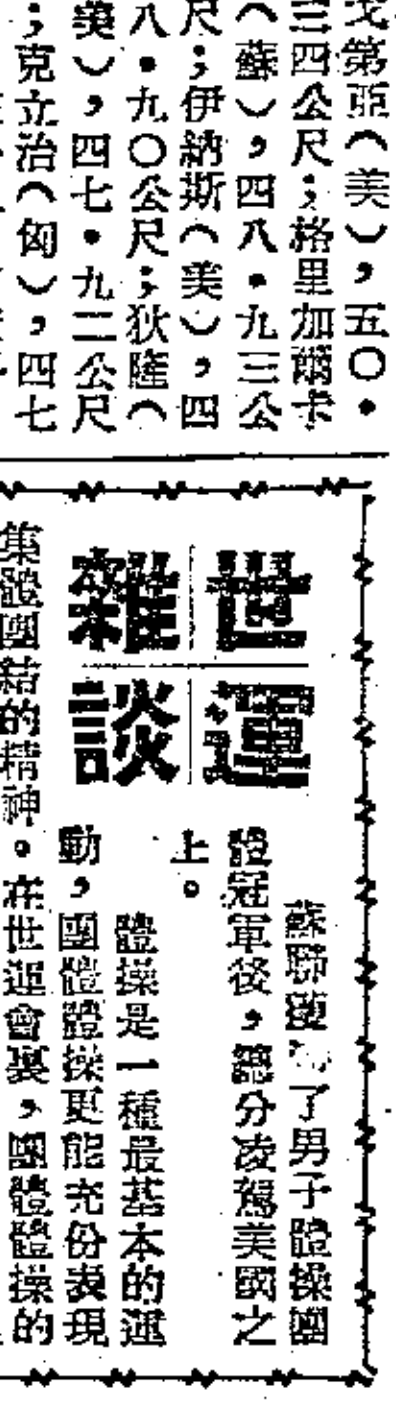 戈第亞（美），五〇・
三四公尺；格里加爾卡
（蘇），四八・九三公
尺；伊納斯（美），四
八・九〇公尺；狄隆（
美），四七・九二公尺
；克立治（匈），四七
世運
雜談
蘇聯獲了男子體操團
體冠軍後，總分凌駕美國之
上。
體操是一種最基本的運
動，團體體操更能充份表現
集體團結的精神。在世運會裏，團體體操的